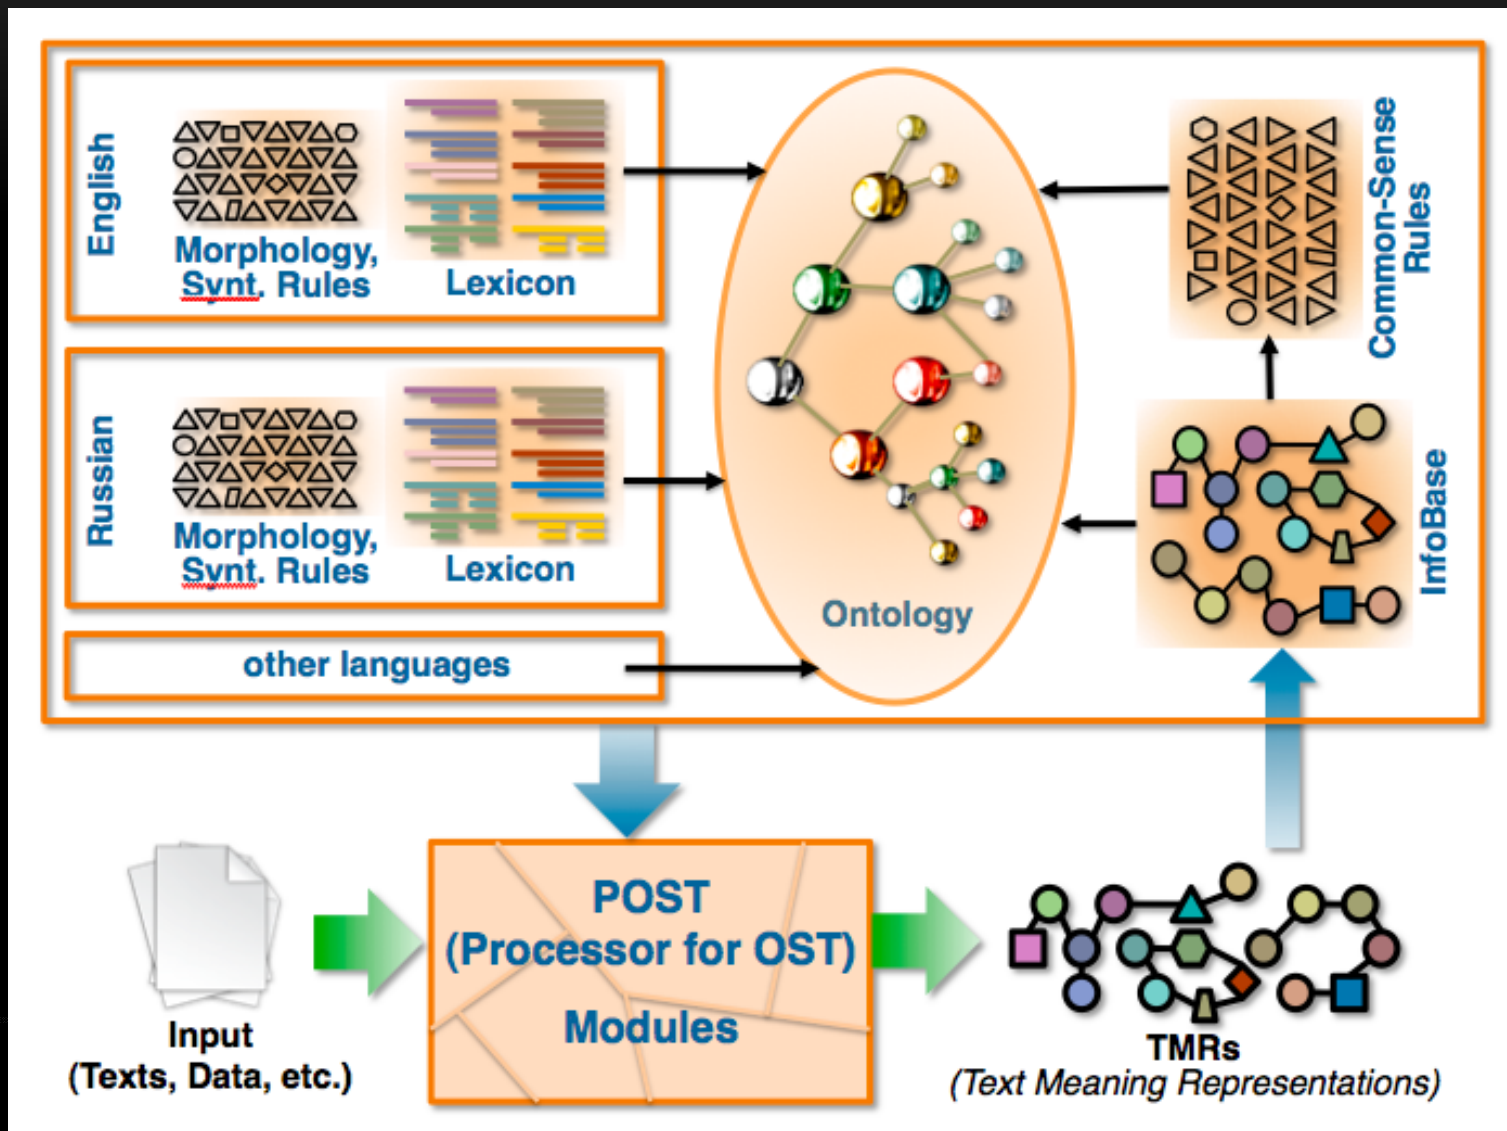 English
Morphology,
Synt. Rules
Lexicon
Russian
Morphology,
Synt. Rules
Lexicon
other languages
Ontology
Common-Sense
Rules
InfoBase
Input
(Texts, Data, etc.)
POST
(Processor for OST)
Modules
TMRs
(Text Meaning Representations)